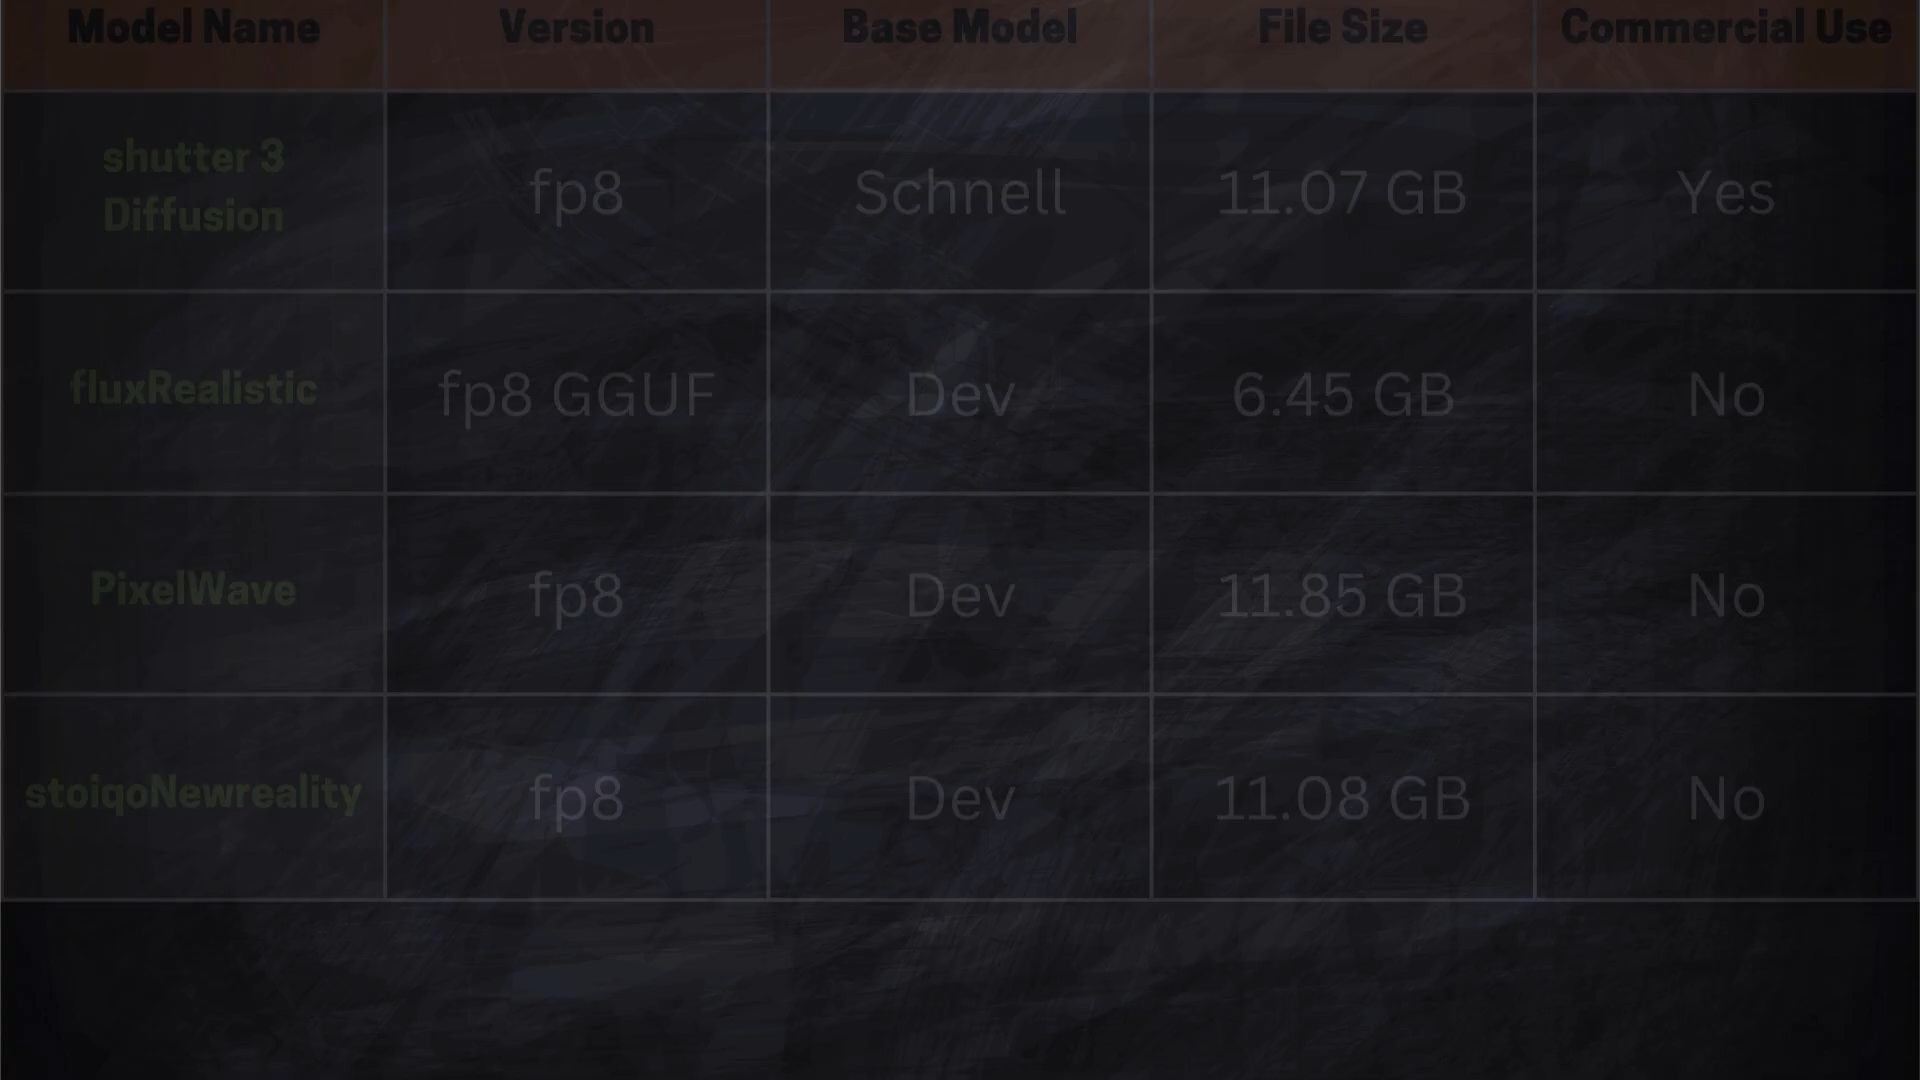 Model Name Version Base Model File Size Commercial Use
shutter 3
Diffusion
fp8 Schnell 11.07 GB Yes
fluxRealistic fp8 GGUF Dev 6.45 GB No
PixelWave fp8 Dev 11.85 GB No
stoiqoNewreality fp8 Dev 11.08 GB No